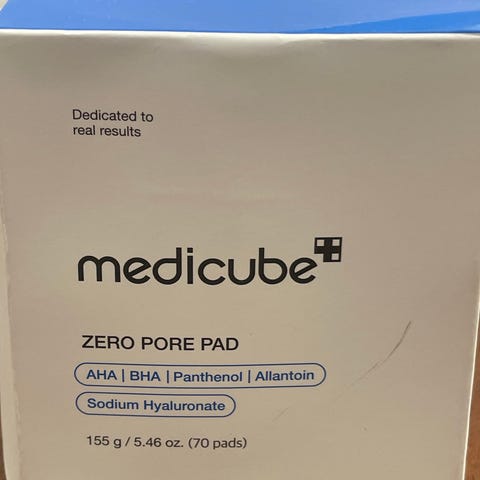 Dedicated to
real results
medicube
ZERO PORE PAD
AHA | BHA | Panthenol | Allantoin
Sodium Hyaluronate
155 g / 5.46 oz. (70 pads)